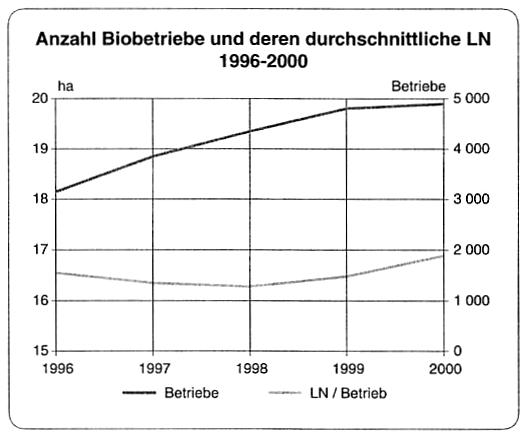 Anzahl Biobetriebe und deren durchschnittliche LN
1996-2000
ha Betriebe
20 5 000
19 4 000
18 3 000
17 2 000
16 1 000
15 0
1996 1997 1998 1999 2000
Betriebe LN / Betrieb